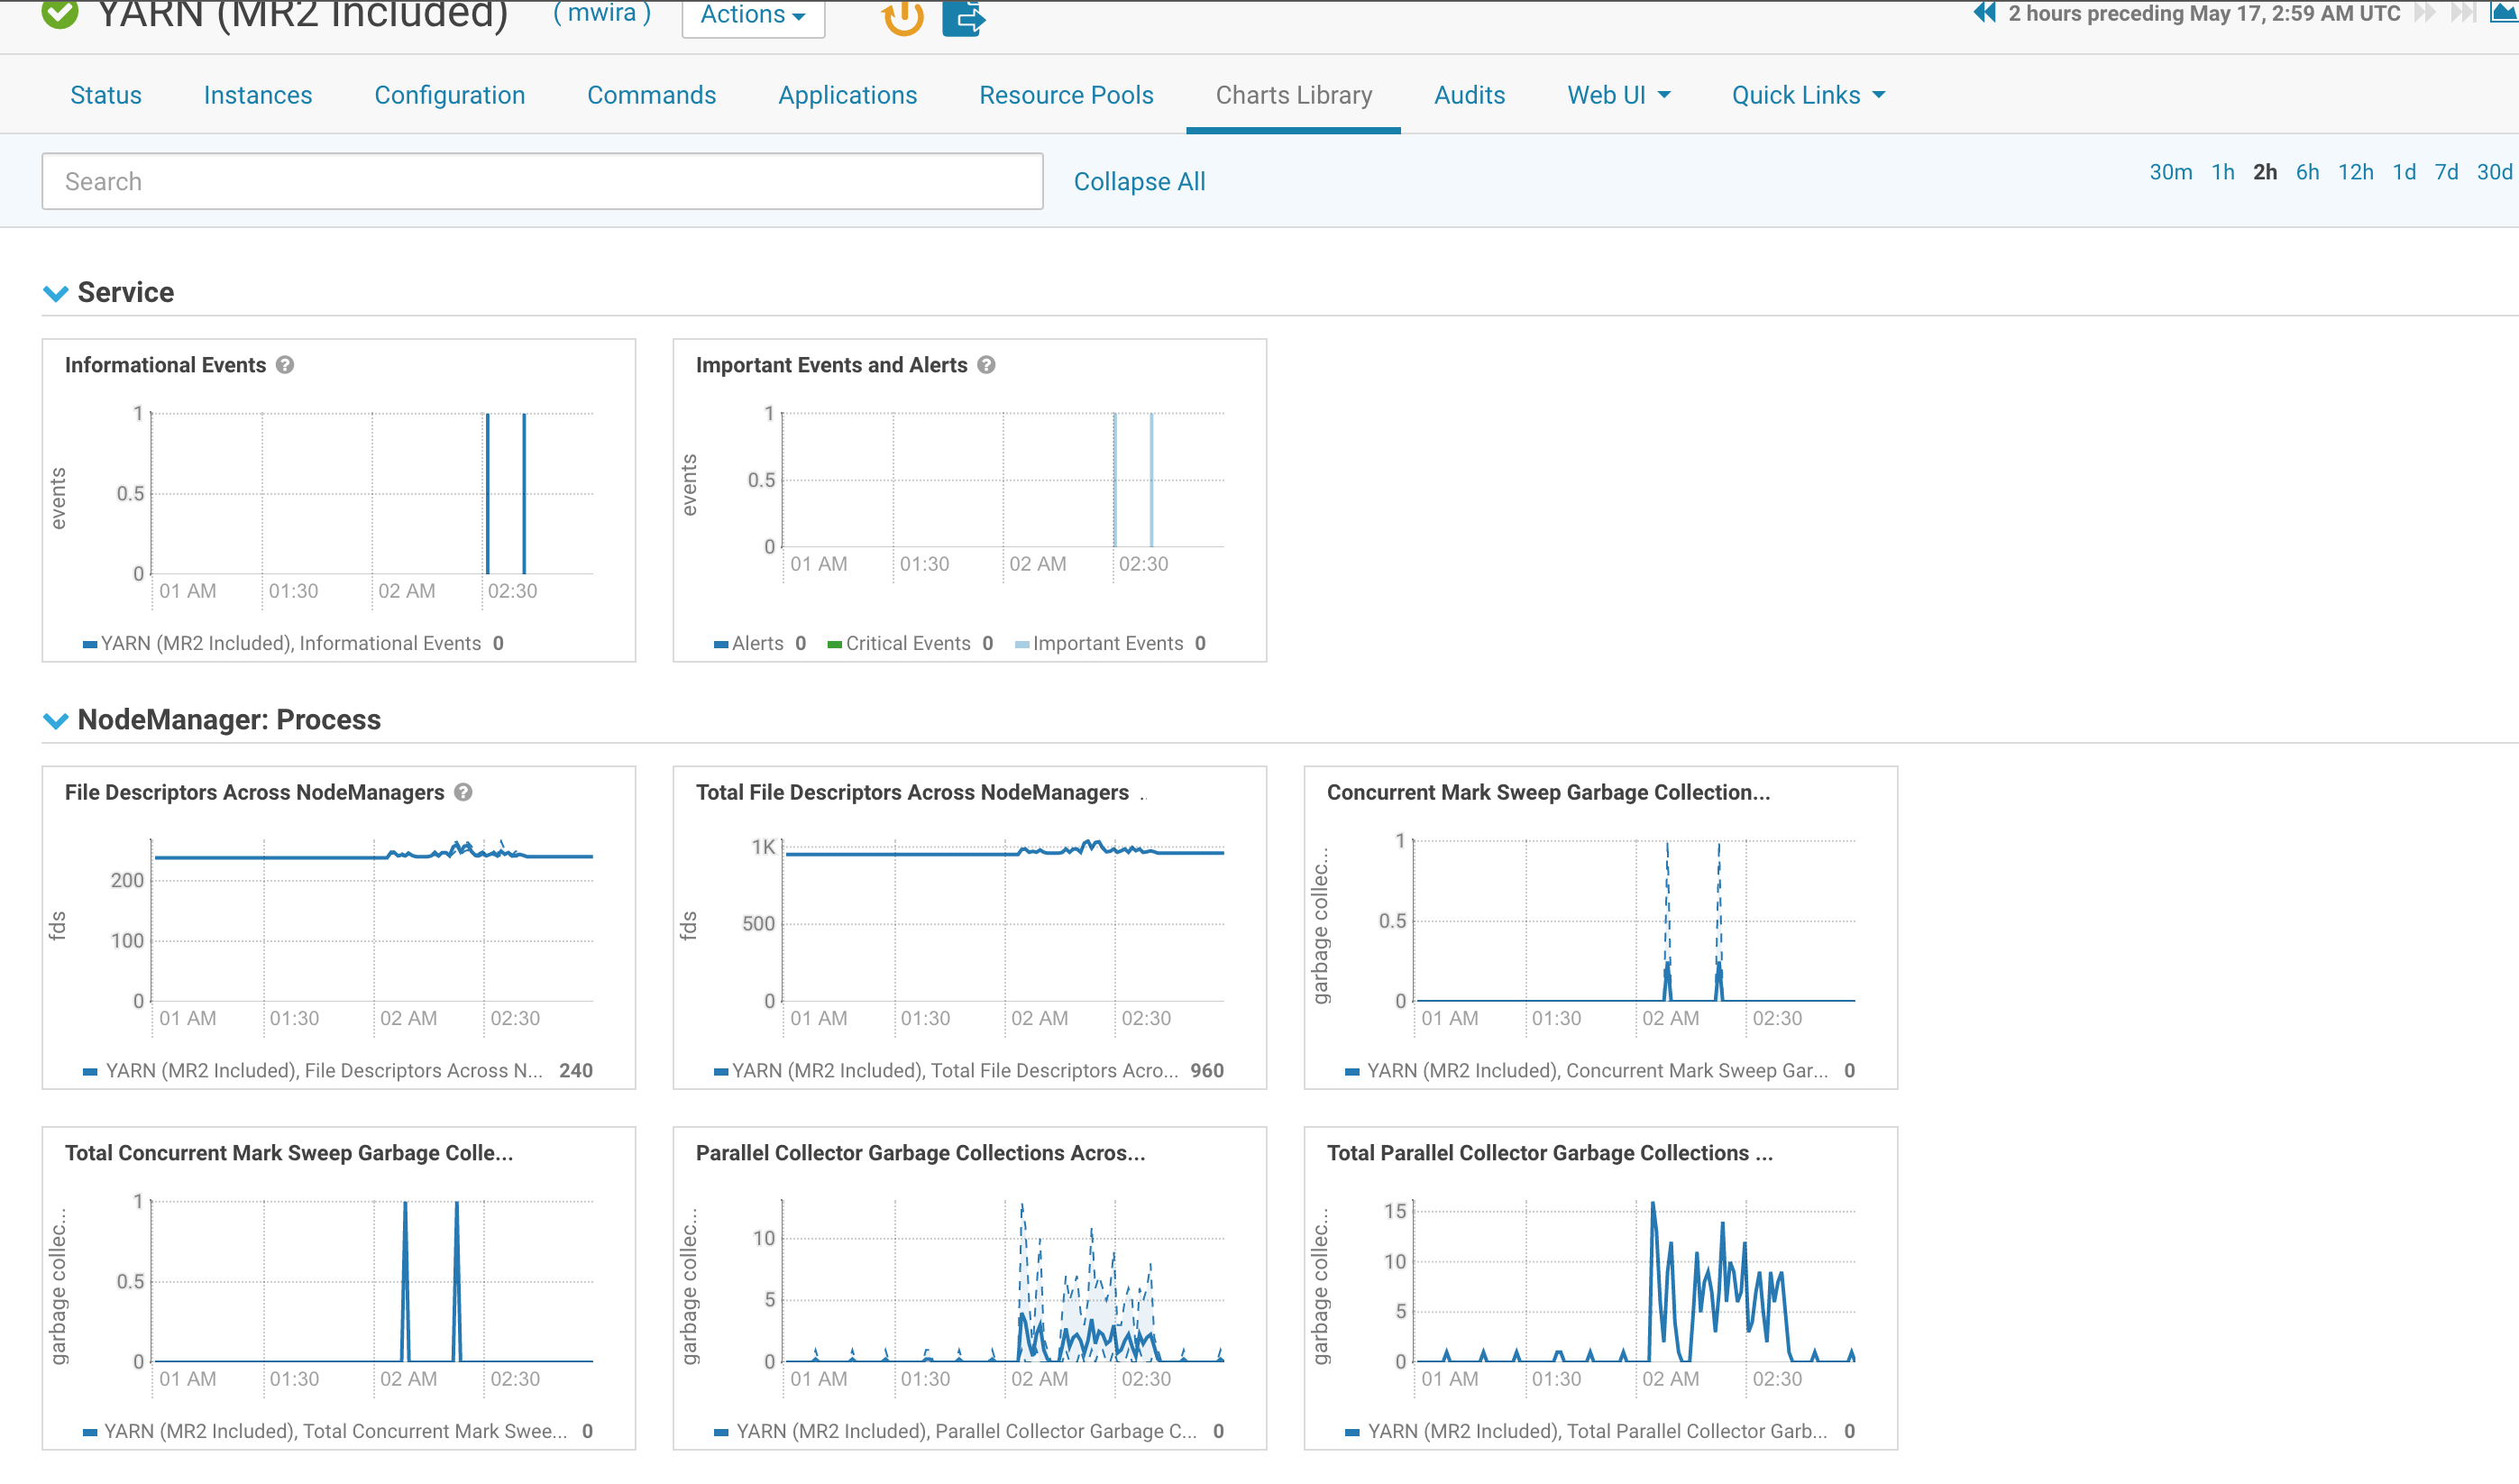 YARN (MR2 Included) ( mwira ) Actions 2 hours preceding May 17, 2:59 AM UTC
Status Instances Configuration Commands Applications Resource Pools Charts Library Audits Web UI Quick Links
Search Collapse All 30m 1h 2h 6h 12h 1d 7d 30d
Service
Informational Events ?
events
1
0.5
0
01 AM 01:30 02 AM 02:30
YARN (MR2 Included), Informational Events 0
Important Events and Alerts ?
events
1
0.5
0
01 AM 01:30 02 AM 02:30
Alerts 0 Critical Events 0 Important Events 0
NodeManager: Process
File Descriptors Across NodeManagers ?
fds
200
100
0
01 AM 01:30 02 AM 02:30
YARN (MR2 Included), File Descriptors Across N... 240
Total File Descriptors Across NodeManagers ..
fds
1K
500
0
01 AM 01:30 02 AM 02:30
YARN (MR2 Included), Total File Descriptors Acro... 960
Concurrent Mark Sweep Garbage Collection...
garbage collec...
1
0.5
0
01 AM 01:30 02 AM 02:30
YARN (MR2 Included), Concurrent Mark Sweep Gar... 0
Total Concurrent Mark Sweep Garbage Colle...
garbage collec...
1
0.5
0
01 AM 01:30 02 AM 02:30
YARN (MR2 Included), Total Concurrent Mark Swee... 0
Parallel Collector Garbage Collections Acros...
garbage collec...
10
5
0
01 AM 01:30 02 AM 02:30
YARN (MR2 Included), Parallel Collector Garbage C... 0
Total Parallel Collector Garbage Collections ...
garbage collec...
15
10
5
0
01 AM 01:30 02 AM 02:30
YARN (MR2 Included), Total Parallel Collector Garb... 0